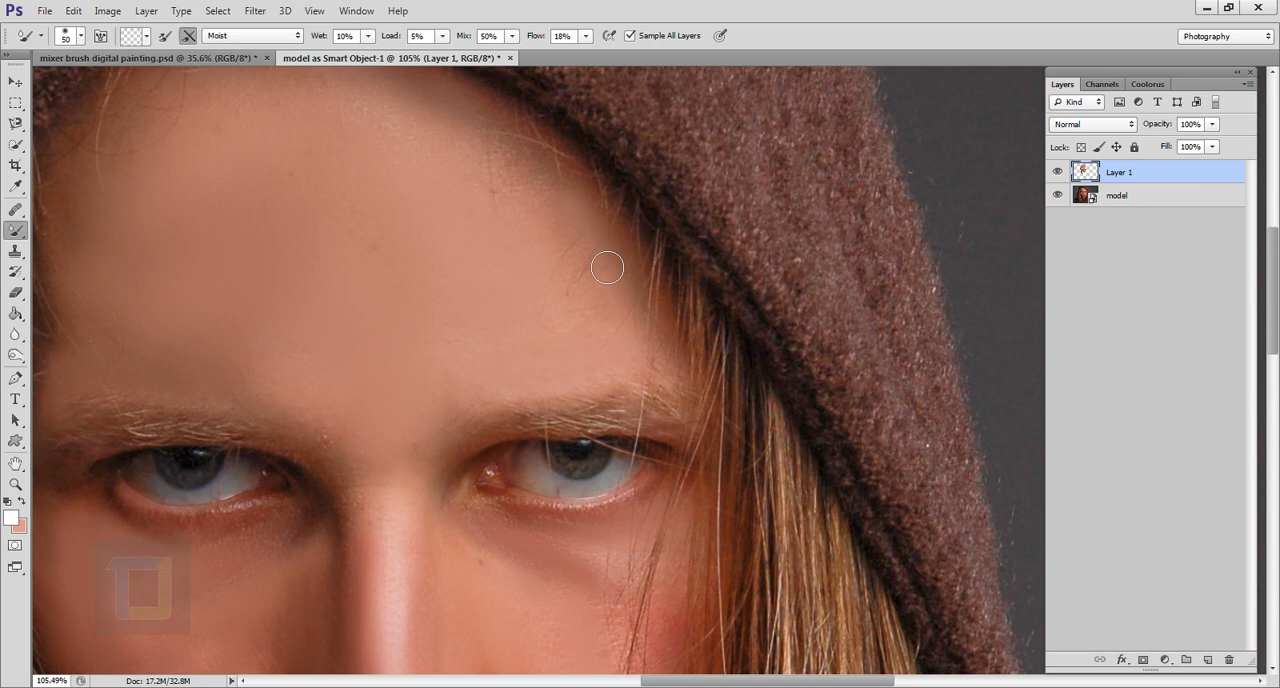 Ps File Edit Image Layer Type Select Filter 3D View Window Help
50 Moist Wet: 10% Load: 5% Mix: 50% Flow: 18% Sample All Layers Photography
mixer brush digital painting.psd @ 35.6% (RGB/8*) * × model as Smart Object-1 @ 105% (Layer 1, RGB/8*) * ×
Layers Channels Coolorus
Kind
Normal Opacity: 100%
Lock: Fill: 100%
Layer 1
model
fx
105.49% Doc: 17.2M/32.8M